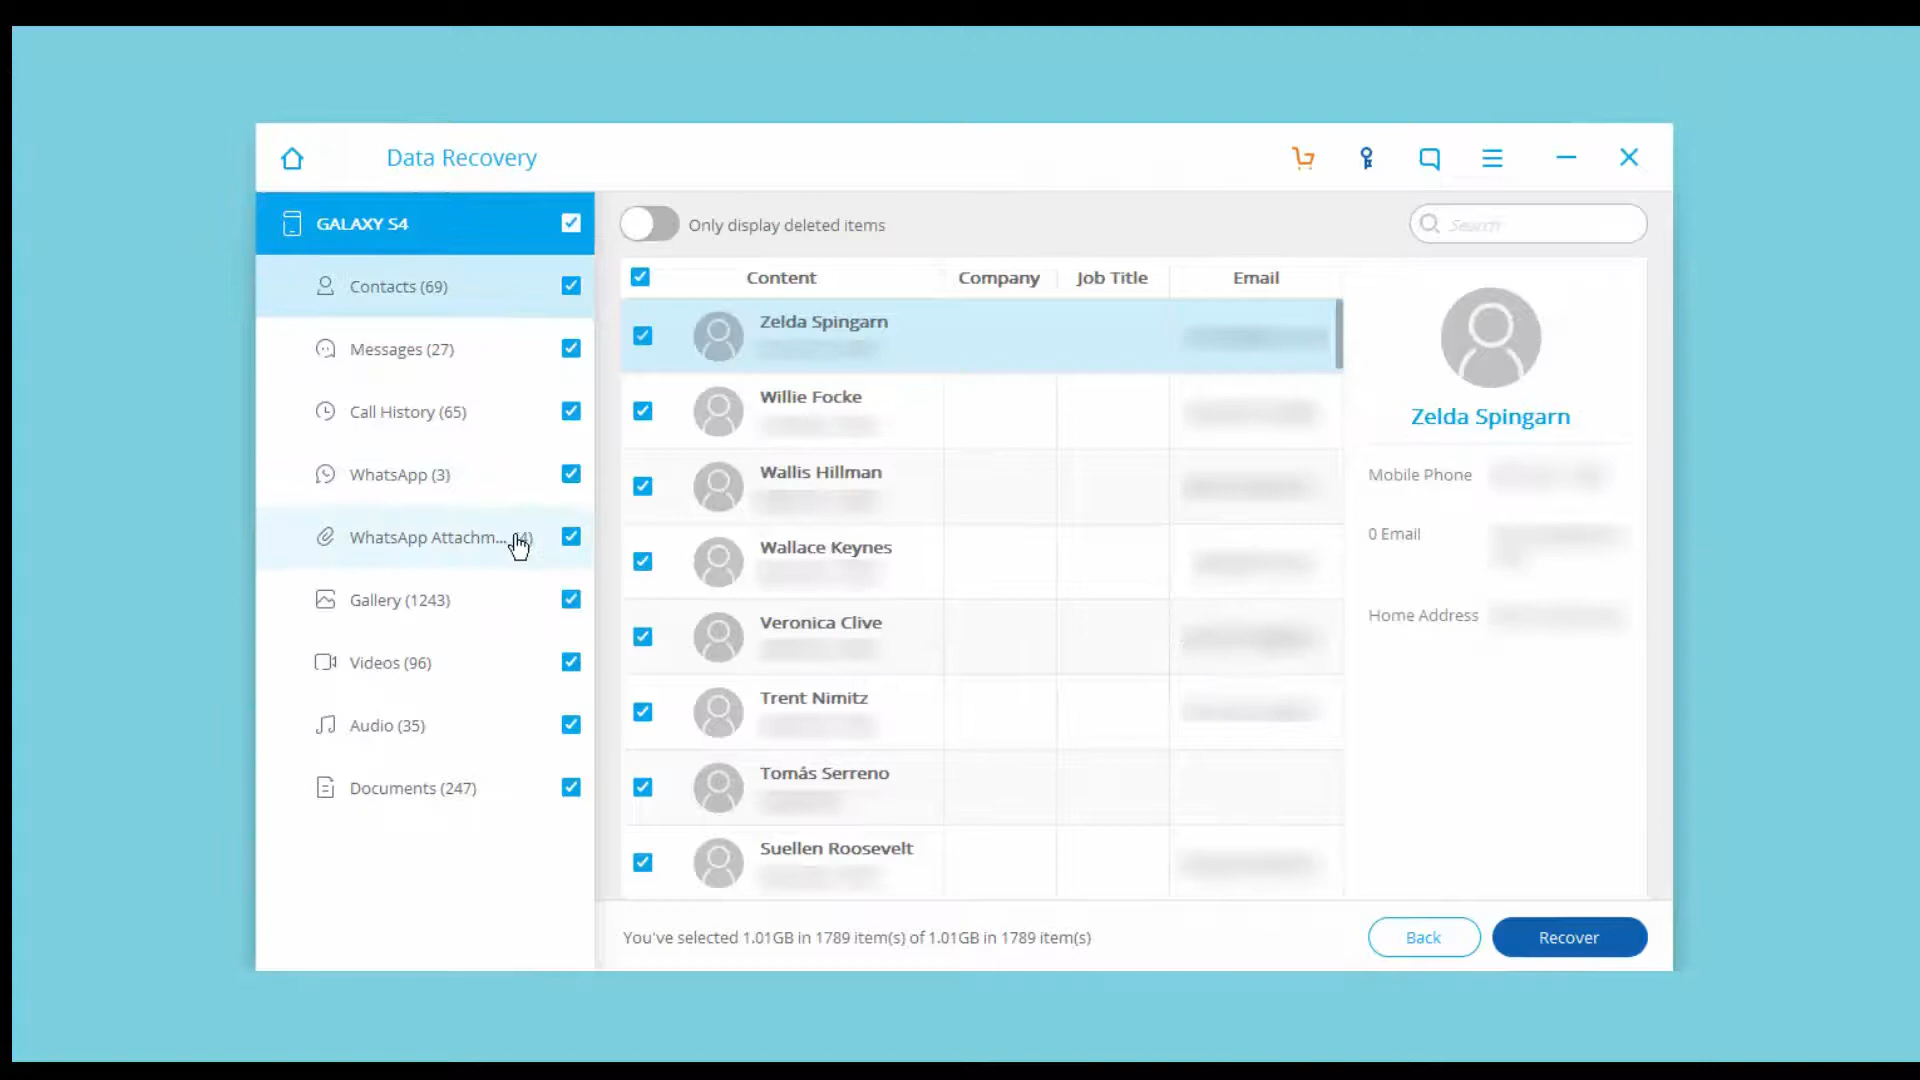 Data Recovery
GALAXY S4
Contacts (69)
Messages (27)
Call History (65)
WhatsApp (3)
WhatsApp Attachm... (4)
Gallery (1243)
Videos (96)
Audio (35)
Documents (247)
Only display deleted items
Search
Content Company Job Title Email
Zelda Spingarn
Willie Focke
Wallis Hillman
Wallace Keynes
Veronica Clive
Trent Nimitz
Tomás Serreno
Suellen Roosevelt
Zelda Spingarn
Mobile Phone
0 Email
Home Address
You've selected 1.01GB in 1789 item(s) of 1.01GB in 1789 item(s)
Back
Recover